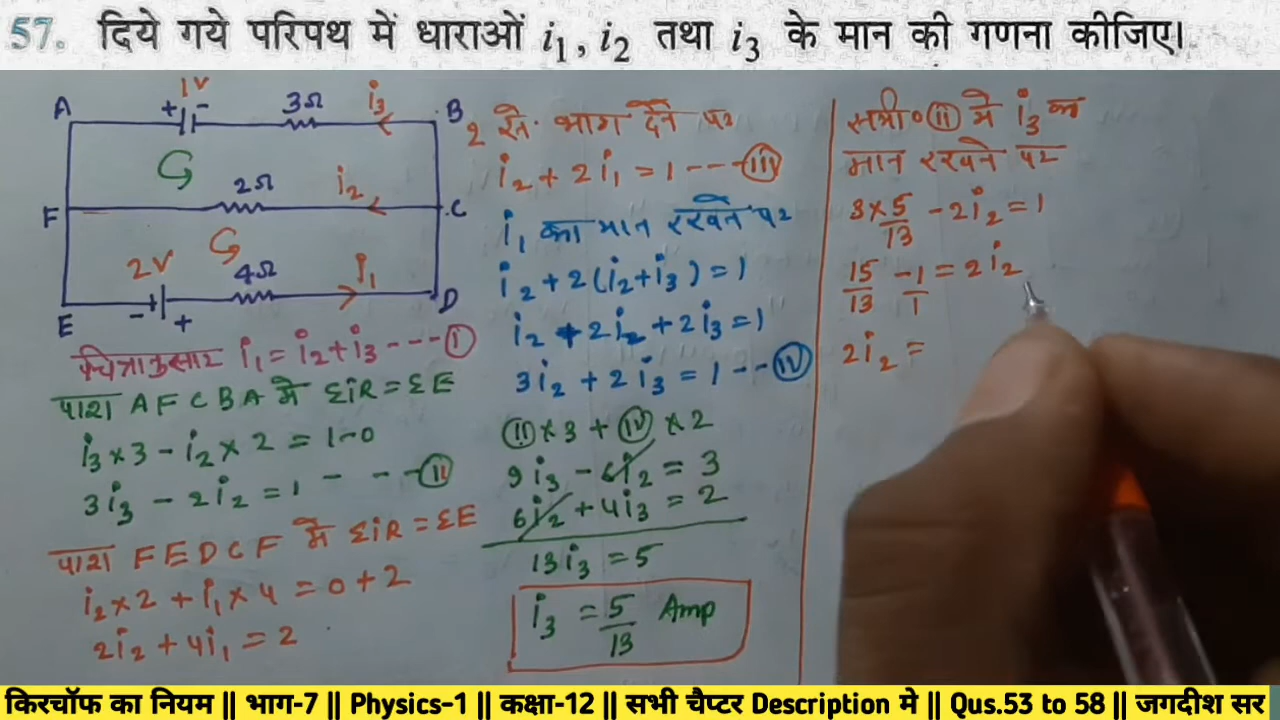 57. दिये गये परिपथ में धाराओं i₁, i₂ तथा i₃ के मान की गणना कीजिए।
A
1V
+
-
3Ω
i₃
B
2Ω
i₂
F
C
2V
4Ω
i₁
E
-
+
D
चित्रानुसार i₁ = i₂+i₃ --- Ⓘ
पाश AFCBA में ΣiR = ΣE
i₃×3 - i₂×2 = 1-0
3i₃ - 2i₂ = 1 - - - Ⓘ Ⓘ
पाश FEDCF में ΣiR = ΣE
i₂×2 + i₁×4 = 0+2
2i₂ + 4i₁ = 2
2 से भाग देने पर
i₂ + 2i₁ = 1 --- (III)
i₁ का मान रखने पर
i₂ + 2(i₂+i₃) = 1
i₂ + 2i₂ + 2i₃ = 1
3i₂ + 2i₃ = 1 -- (IV)
(II)×3 + (IV)×2
9i₃ - 6i₂ = 3
6i₂ + 4i₃ = 2
13i₃ = 5
i₃ = 5/13 Amp
समी० (II) में i₃ का
मान रखने पर
3×5/13 - 2i₂ = 1
15/13 - 1/1 = 2i₂
2i₂ =
किरचॉफ का नियम || भाग-7 || Physics-1 || कक्षा-12 || सभी चैप्टर Description मे || Qus.53 to 58 || जगदीश सर